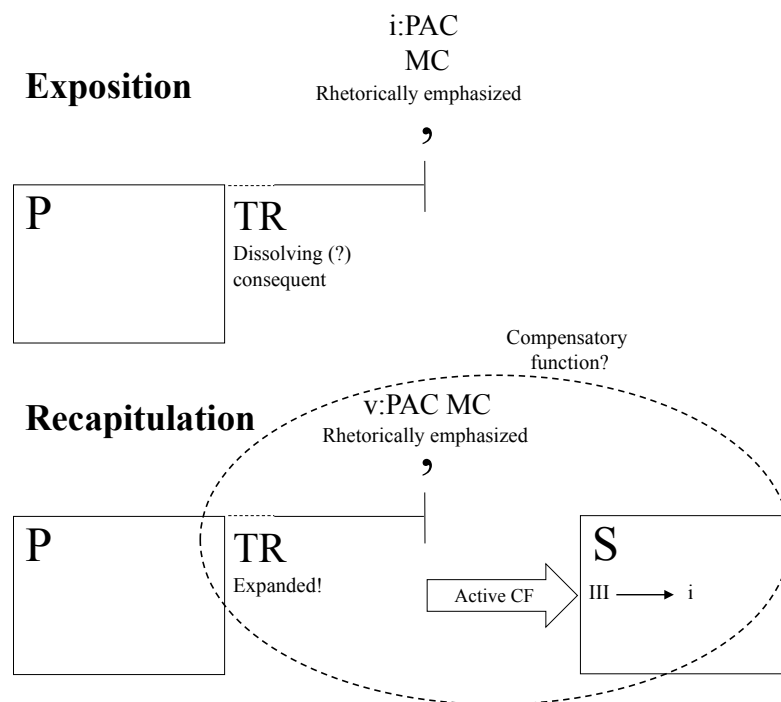 i:PAC
MC
Exposition
Rhetorically emphasized
,
P
TR
Dissolving (?)
consequent
Compensatory
function?
Recapitulation
v:PAC MC
Rhetorically emphasized
,
P
TR
Expanded!
Active CF
S
III
i